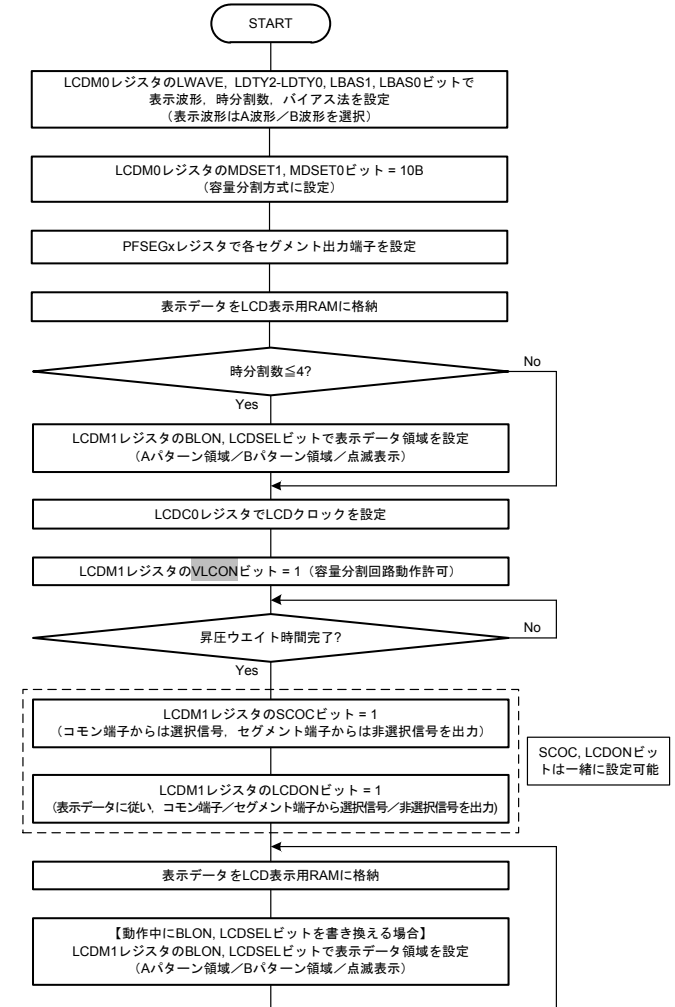 START
LCDM0レジスタのLWAVE, LDTY2-LDTY0, LBAS1, LBAS0ビットで
表示波形，時分割数，バイアス法を設定
（表示波形はA波形／B波形を選択）
LCDM0レジスタのMDSET1, MDSET0ビット = 10B
（容量分割方式に設定）
PFSEGxレジスタで各セグメント出力端子を設定
表示データをLCD表示用RAMに格納
時分割数≦4?
No
Yes
LCDM1レジスタのBLON, LCDSELビットで表示データ領域を設定
（Aパターン領域／Bパターン領域／点滅表示）
LCDC0レジスタでLCDクロックを設定
LCDM1レジスタのVLCONビット = 1（容量分割回路動作許可）
昇圧ウエイト時間完了?
No
Yes
LCDM1レジスタのSCOCビット = 1
（コモン端子からは選択信号，セグメント端子からは非選択信号を出力）
SCOC, LCDONビッ
トは一緒に設定可能
LCDM1レジスタのLCDONビット = 1
(表示データに従い，コモン端子／セグメント端子から選択信号／非選択信号を出力)
表示データをLCD表示用RAMに格納
【動作中にBLON, LCDSELビットを書き換える場合】
LCDM1レジスタのBLON, LCDSELビットで表示データ領域を設定
（Aパターン領域／Bパターン領域／点滅表示）